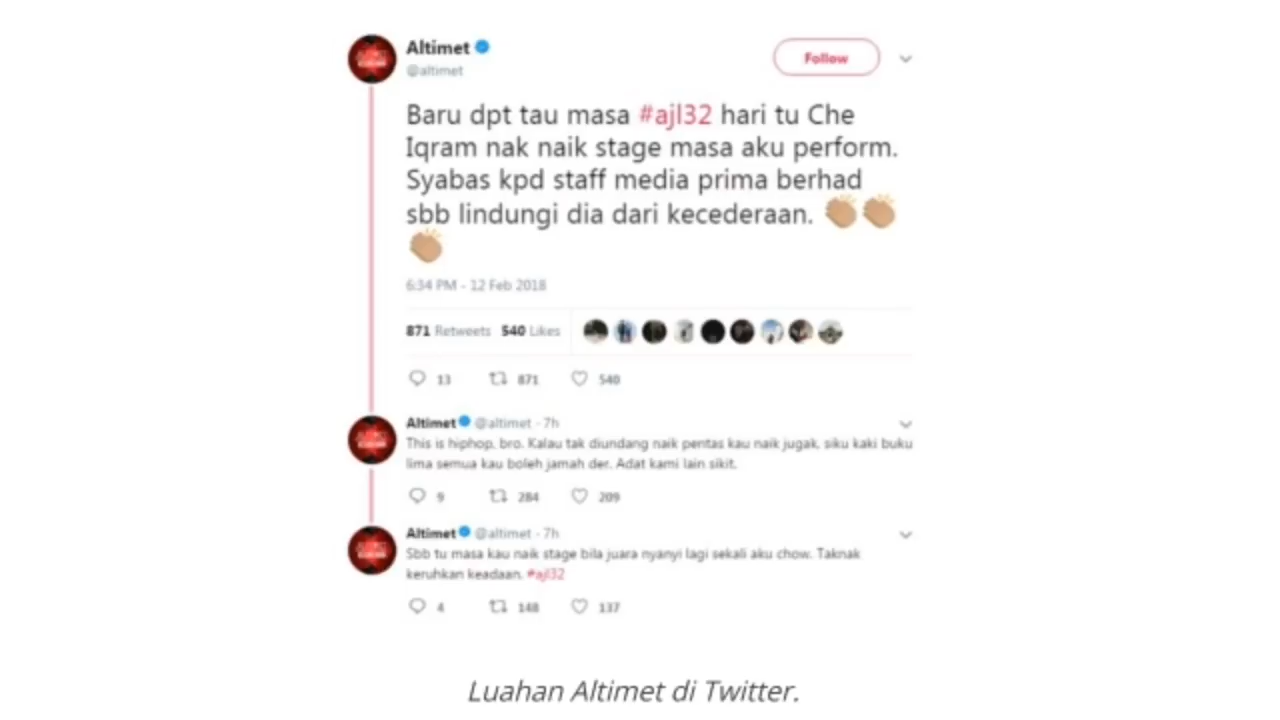 Altimet
@altimet
Follow
Baru dpt tau masa #ajl32 hari tu Che
Iqram nak naik stage masa aku perform.
Syabas kpd staff media prima berhad
sbb lindungi dia dari kecederaan. 👏🏼👏🏼
👏🏼
6:34 PM - 12 Feb 2018
871 Retweets 540 Likes
13 871 540
Altimet @altimet · 7h
This is hiphop, bro. Kalau tak diundang naik pentas kau naik jugak, siku kaki buku
lima semua kau boleh jamah der. Adat kami lain sikit.
9 284 209
Altimet @altimet · 7h
Sbb tu masa kau naik stage bila juara nyanyi lagi sekali aku chow. Taknak
keruhkan keadaan. #ajl32
4 148 137
Luahan Altimet di Twitter.